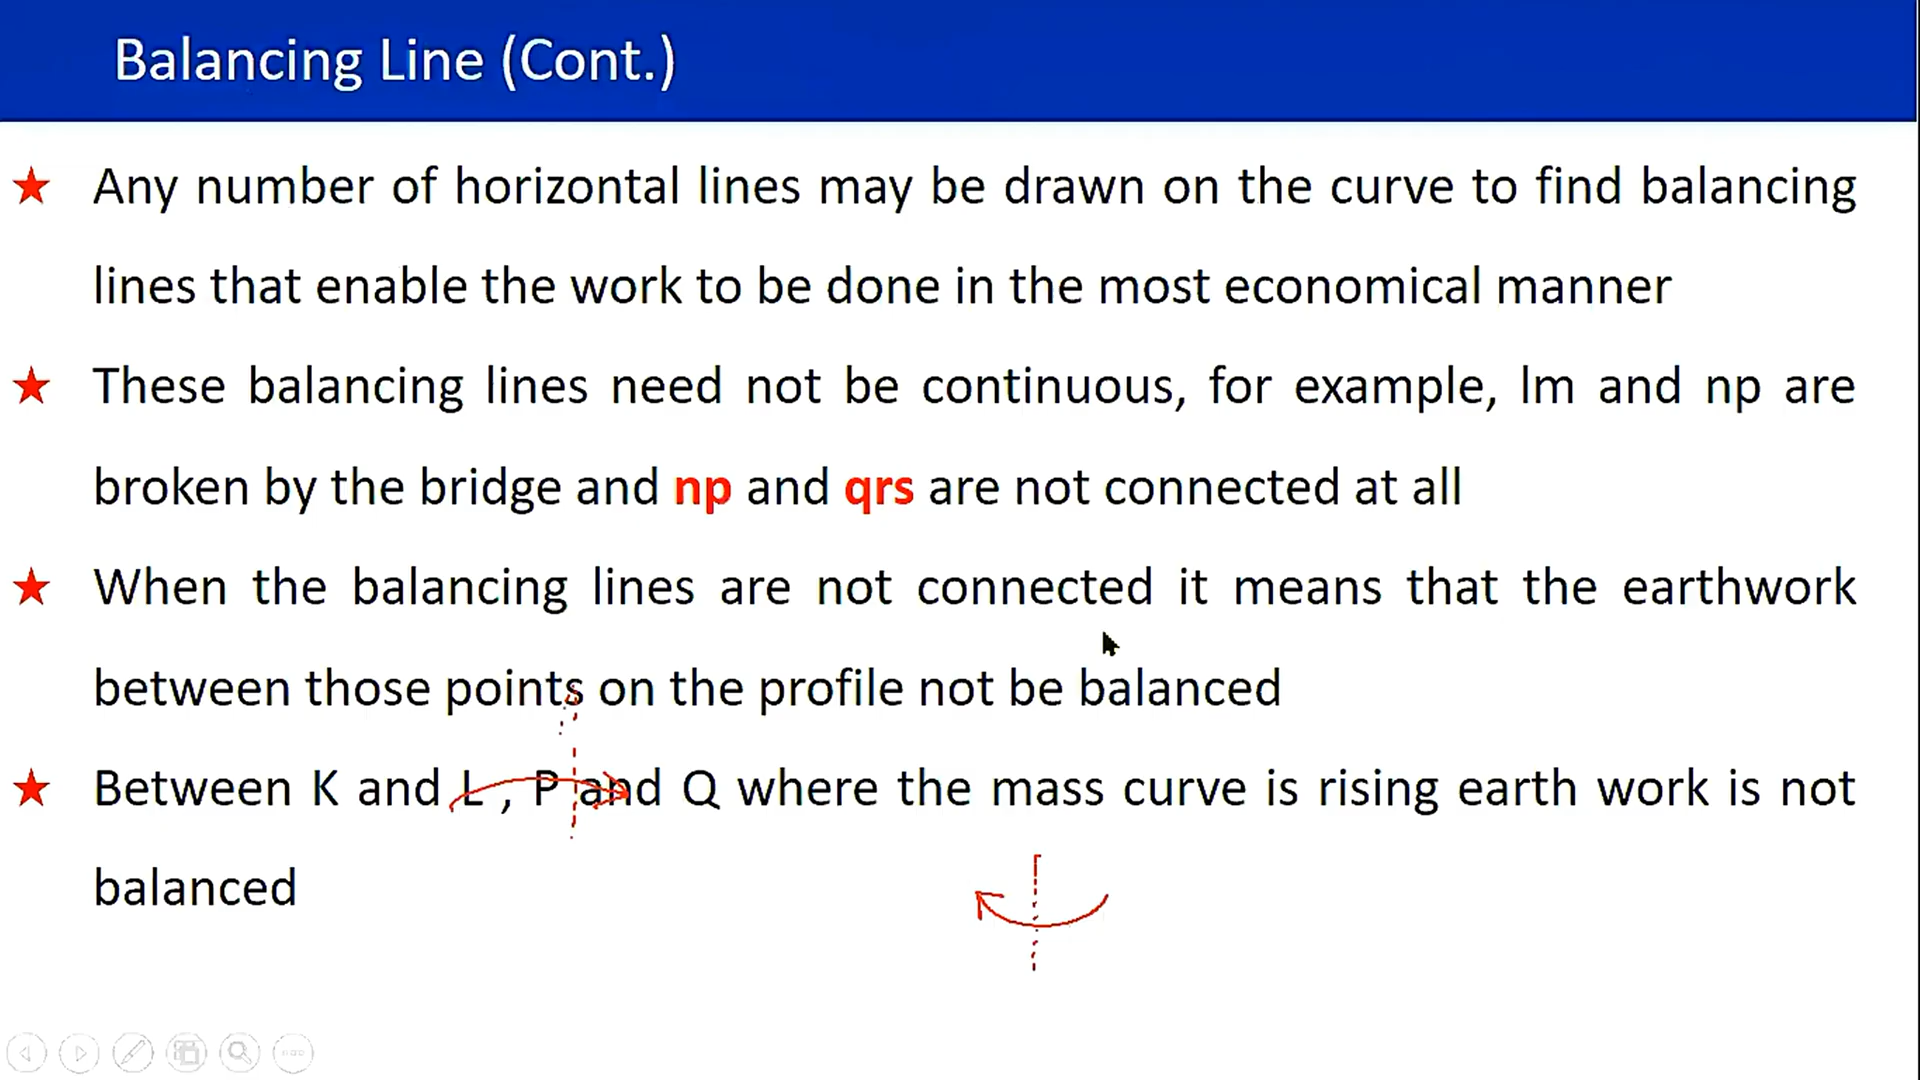 Balancing Line (Cont.)
Any number of horizontal lines may be drawn on the curve to find balancing
lines that enable the work to be done in the most economical manner
These balancing lines need not be continuous, for example, lm and np are
broken by the bridge and np and qrs are not connected at all
When the balancing lines are not connected it means that the earthwork
between those points on the profile not be balanced
Between K and L , P and Q where the mass curve is rising earth work is not
balanced